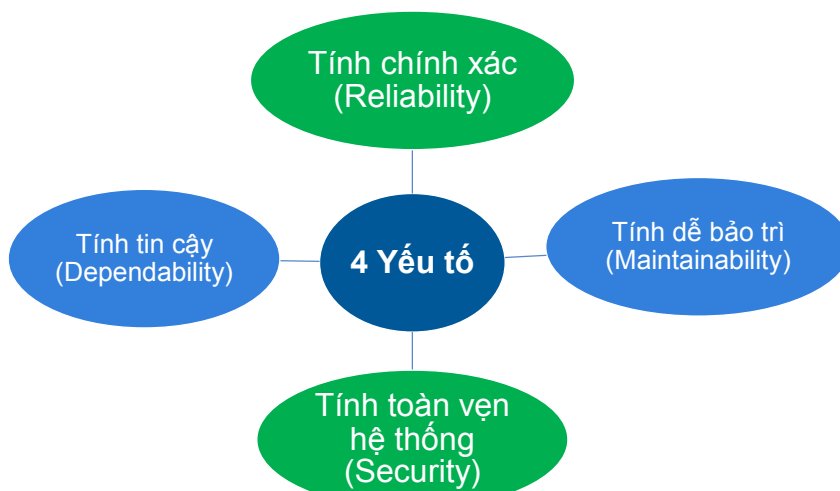 Tính chính xác
(Reliability)
Tính tin cậy
(Dependability)
4 Yếu tố
Tính dễ bảo trì
(Maintainability)
Tính toàn vẹn
hệ thống
(Security)